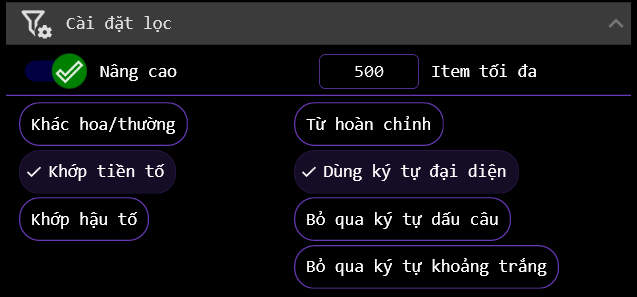 Cài đặt lọc
Nâng cao 500 Item tối đa
Khác hoa/thường Từ hoàn chỉnh
Khớp tiền tố Dùng ký tự đại diện
Khớp hậu tố Bỏ qua ký tự dấu câu
Bỏ qua ký tự khoảng trắng